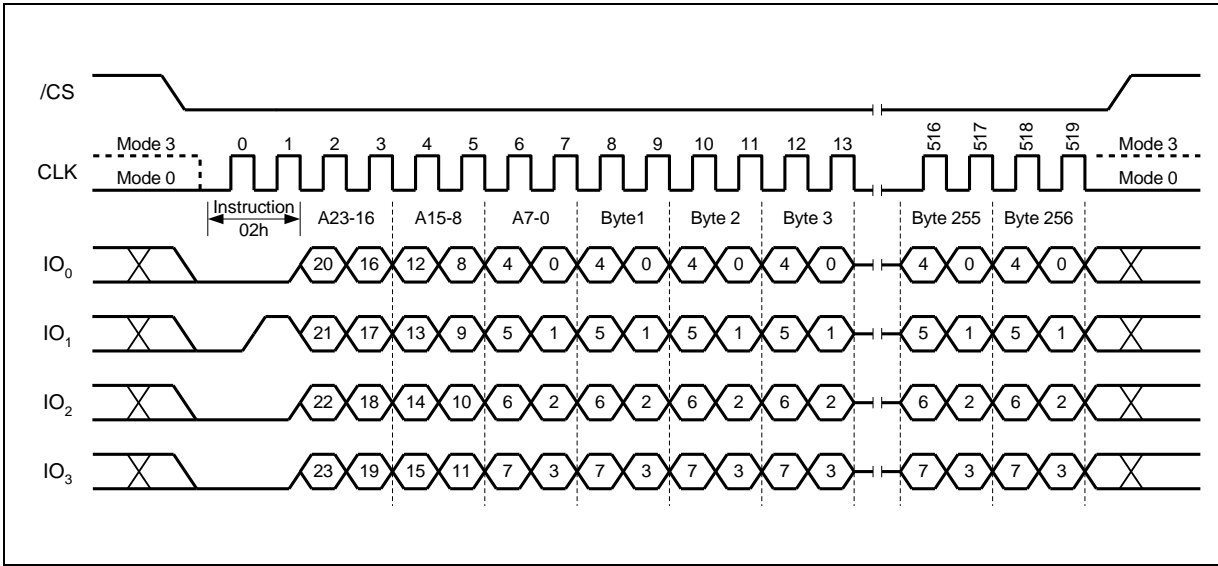 /CS
Mode 3 0 1 2 3 4 5 6 7 8 9 10 11 12 13 516 517 518 519 Mode 3
CLK
Mode 0 Mode 0
Instruction A23-16 A15-8 A7-0 Byte1 Byte 2 Byte 3 Byte 255 Byte 256
02h
IO0 20 16 12 8 4 0 4 0 4 0 4 0 4 0 4 0
IO1 21 17 13 9 5 1 5 1 5 1 5 1 5 1 5 1
IO2 22 18 14 10 6 2 6 2 6 2 6 2 6 2 6 2
IO3 23 19 15 11 7 3 7 3 7 3 7 3 7 3 7 3